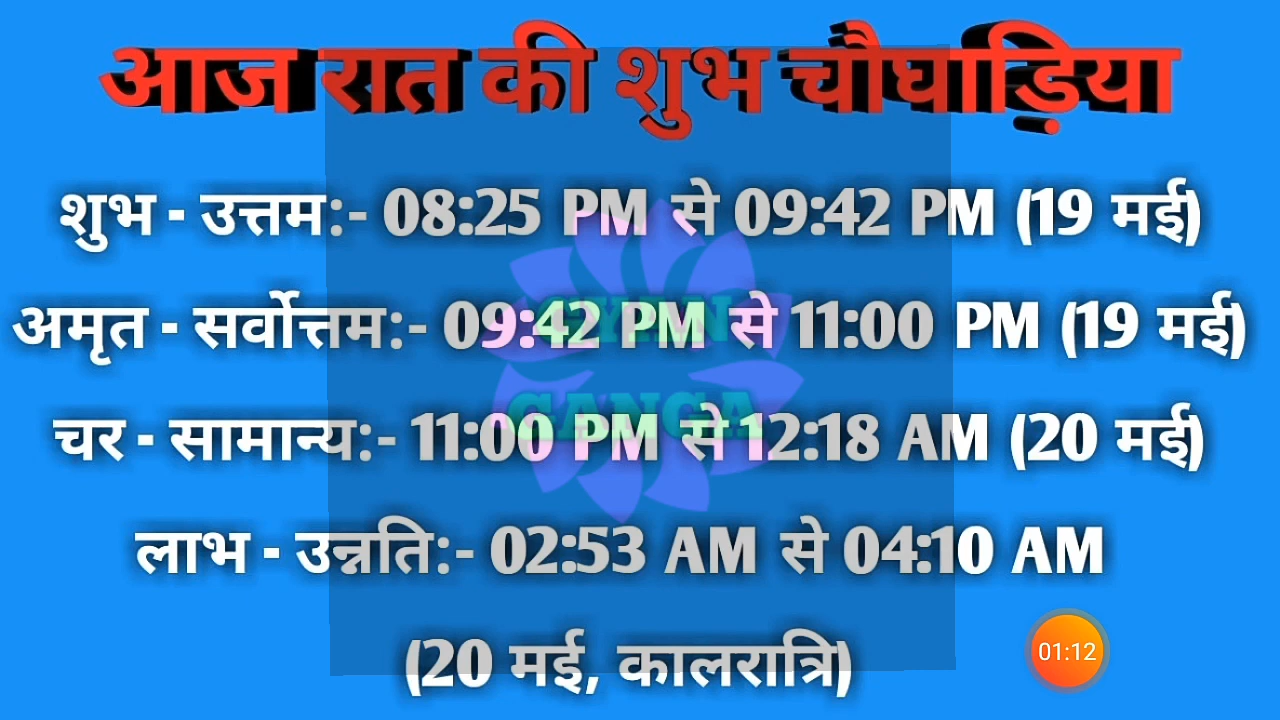 आज रात की शुभ चौघाड़िया
शुभ - उत्तम:- 08:25 PM से 09:42 PM (19 मई)
अमृत - सर्वोत्तम:- 09:42 PM से 11:00 PM (19 मई)
GYAN
GANGA
चर - सामान्य:- 11:00 PM से 12:18 AM (20 मई)
लाभ - उन्नति:- 02:53 AM से 04:10 AM
(20 मई, कालरात्रि)
01:12